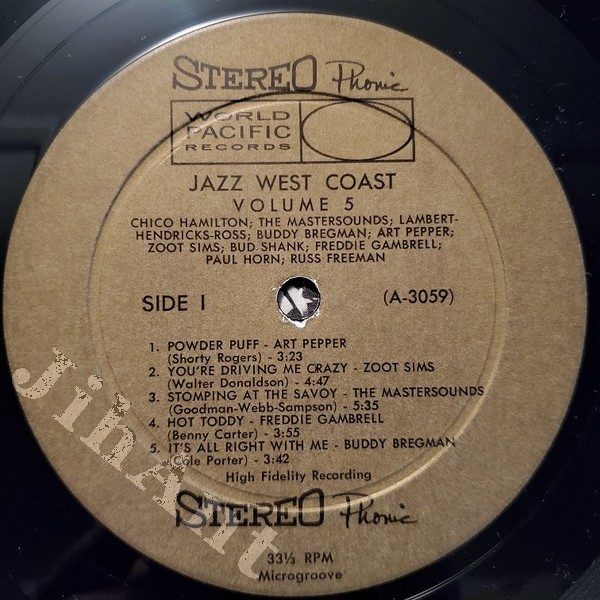 STEREO Phonic
WORLD
PACIFIC
RECORDS
JAZZ WEST COAST
VOLUME 5
CHICO HAMILTON; THE MASTERSOUNDS; LAMBERT-
HENDRICKS-ROSS; BUDDY BREGMAN; ART PEPPER;
ZOOT SIMS; BUD SHANK; FREDDIE GAMBRELL;
PAUL HORN; RUSS FREEMAN
SIDE I (A-3059)
1. POWDER PUFF - ART PEPPER
(Shorty Rogers) - 3:23
2. YOU'RE DRIVING ME CRAZY - ZOOT SIMS
(Walter Donaldson) - 4:47
3. STOMPING AT THE SAVOY - THE MASTERSOUNDS
(Goodman-Webb-Sampson) - 5:35
4. HOT TODDY - FREDDIE GAMBRELL
(Benny Carter) - 3:55
5. IT'S ALL RIGHT WITH ME - BUDDY BREGMAN
(Cole Porter) - 3:42
High Fidelity Recording
STEREO Phonic
33⅓ RPM
Microgroove